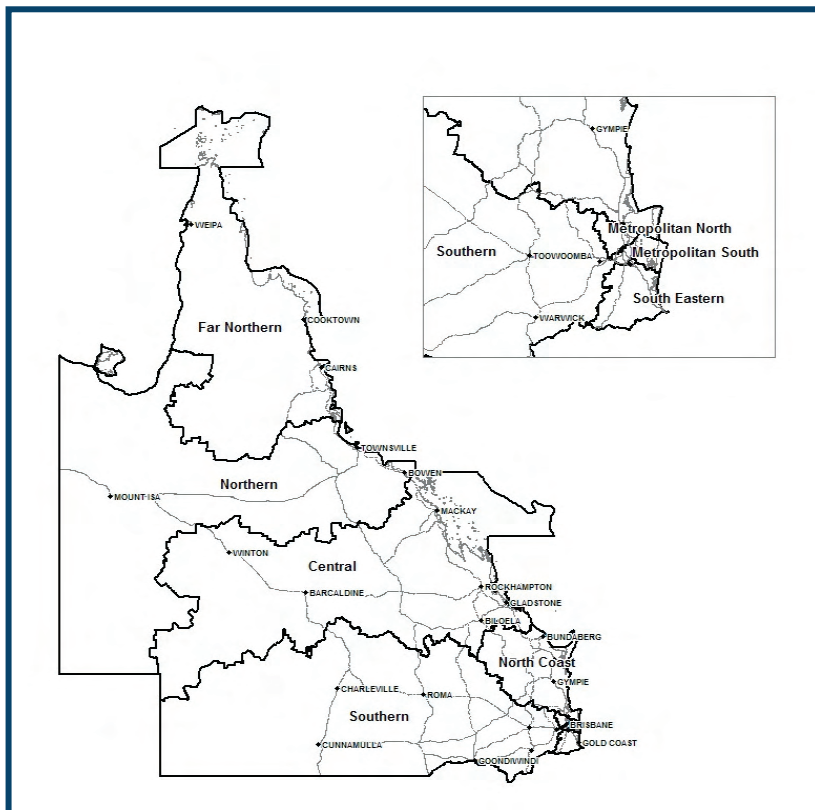 GYMPIE
WEIPA
Metropolitan North
Southern
TOOWOOMBA
Metropolitan South
South Eastern
Far Northern
COOKTOWN
WARWICK
CAIRNS
TOWNSVILLE
BOWEN
Northern
MOUNT ISA
MACKAY
WINTON
Central
BARCALDINE
ROCKHAMPTON
GLADSTONE
BILOELA
BUNDABERG
North Coast
GYMPIE
CHARLEVILLE
ROMA
Southern
BRISBANE
CUNNAMULLA
GOLD COAST
GOONDIWINDI